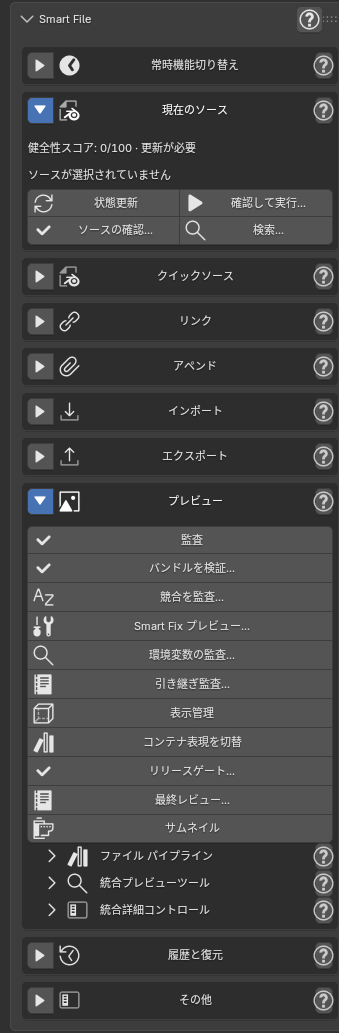 Smart File
常時機能切り替え
現在のソース
健全性スコア: 0/100 · 更新が必要
ソースが選択されていません
状態更新
確認して実行...
ソースの確認...
検索...
クイックソース
リンク
アペンド
インポート
エクスポート
プレビュー
監査
バンドルを検証...
競合を監査...
Smart Fix プレビュー...
環境変数の監査...
引き継ぎ監査...
表示管理
コンテナ表現を切替
リリースゲート...
最終レビュー...
サムネイル
ファイル パイプライン
統合プレビューツール
統合詳細コントロール
履歴と復元
その他